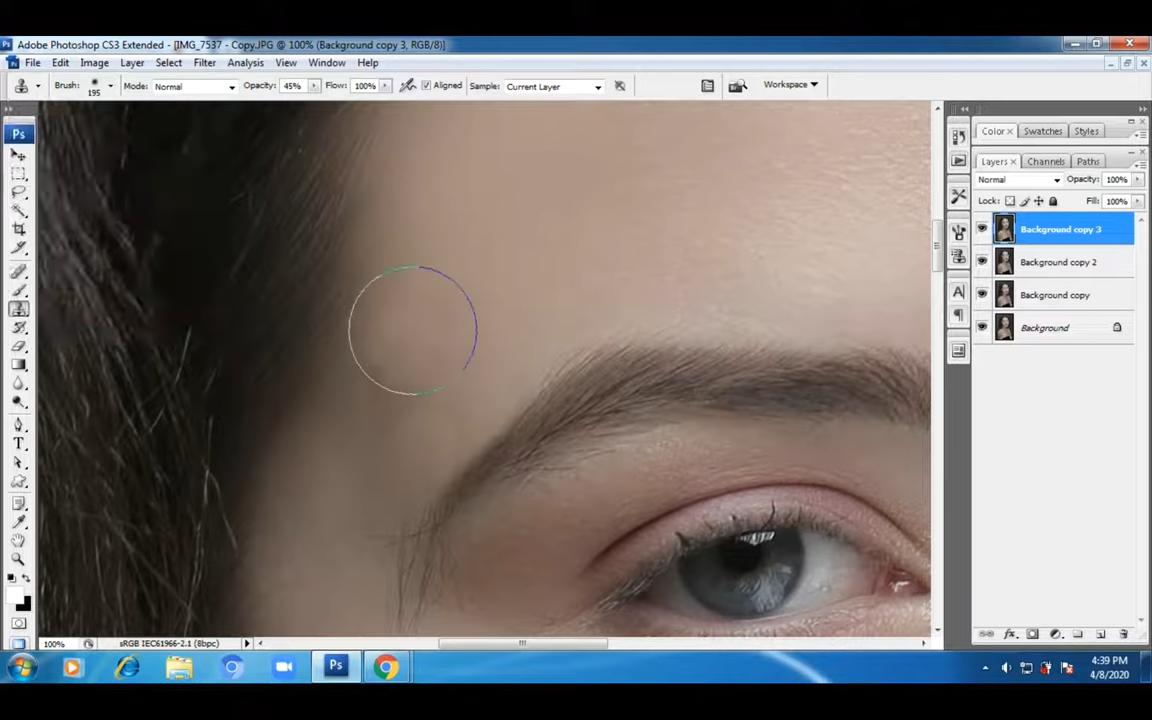 Adobe Photoshop CS3 Extended - [IMG_7537 - Copy.JPG @ 100% (Background copy 3, RGB/8)]
File Edit Image Layer Select Filter Analysis View Window Help
Brush: 195 Mode: Normal Opacity: 45% Flow: 100% Aligned Sample: Current Layer Workspace
Ps
Color × Swatches Styles
Layers × Channels Paths
Normal Opacity: 100%
Lock: Fill: 100%
Background copy 3
Background copy 2
Background copy
Background
100% sRGB IEC61966-2.1 (8bpc)
Ps
4:39 PM
4/8/2020